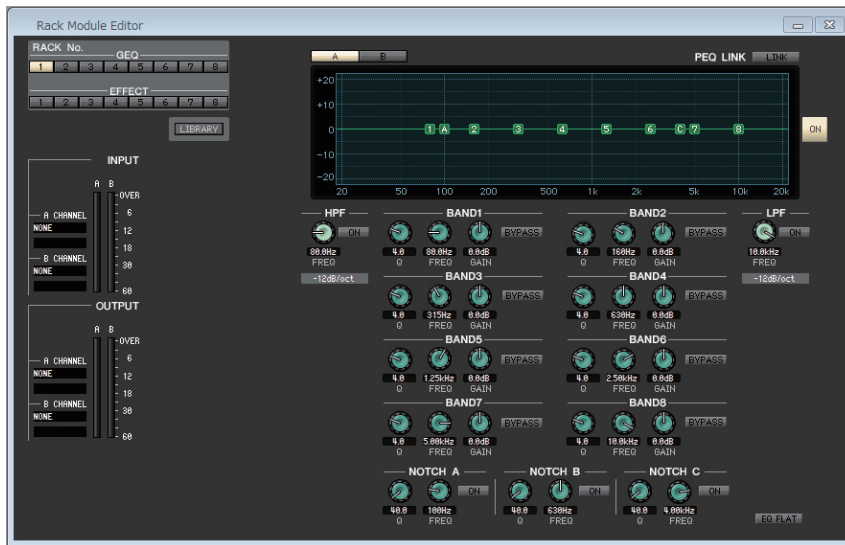 Rack Module Editor
RACK No.
GEQ
1 2 3 4 5 6 7 8
EFFECT
1 2 3 4 5 6 7 8
LIBRARY
INPUT
A B
OVER
6
12
18
30
60
A CHANNEL
NONE
B CHANNEL
NONE
OUTPUT
A B
OVER
6
12
18
30
60
A CHANNEL
NONE
B CHANNEL
NONE
A B
PEQ LINK LINK
+20
+10
0
-10
-20
1 A 2 3 4 5 6 C 7 8
20 50 100 200 500 1k 2k 5k 10k 20k
ON
HPF
ON
80.0Hz
FREQ
-12dB/oct
BAND1
BYPASS
4.0 80.0Hz 0.0dB
Q FREQ GAIN
BAND2
BYPASS
4.0 160Hz 0.0dB
Q FREQ GAIN
LPF
ON
10.0kHz
FREQ
-12dB/oct
BAND3
BYPASS
4.0 315Hz 0.0dB
Q FREQ GAIN
BAND4
BYPASS
4.0 630Hz 0.0dB
Q FREQ GAIN
BAND5
BYPASS
4.0 1.25kHz 0.0dB
Q FREQ GAIN
BAND6
BYPASS
4.0 2.50kHz 0.0dB
Q FREQ GAIN
BAND7
BYPASS
4.0 5.00kHz 0.0dB
Q FREQ GAIN
BAND8
BYPASS
4.0 10.0kHz 0.0dB
Q FREQ GAIN
NOTCH A
ON
40.0 100Hz
Q FREQ
NOTCH B
ON
40.0 630Hz
Q FREQ
NOTCH C
ON
40.0 4.00kHz
Q FREQ
EQ FLAT